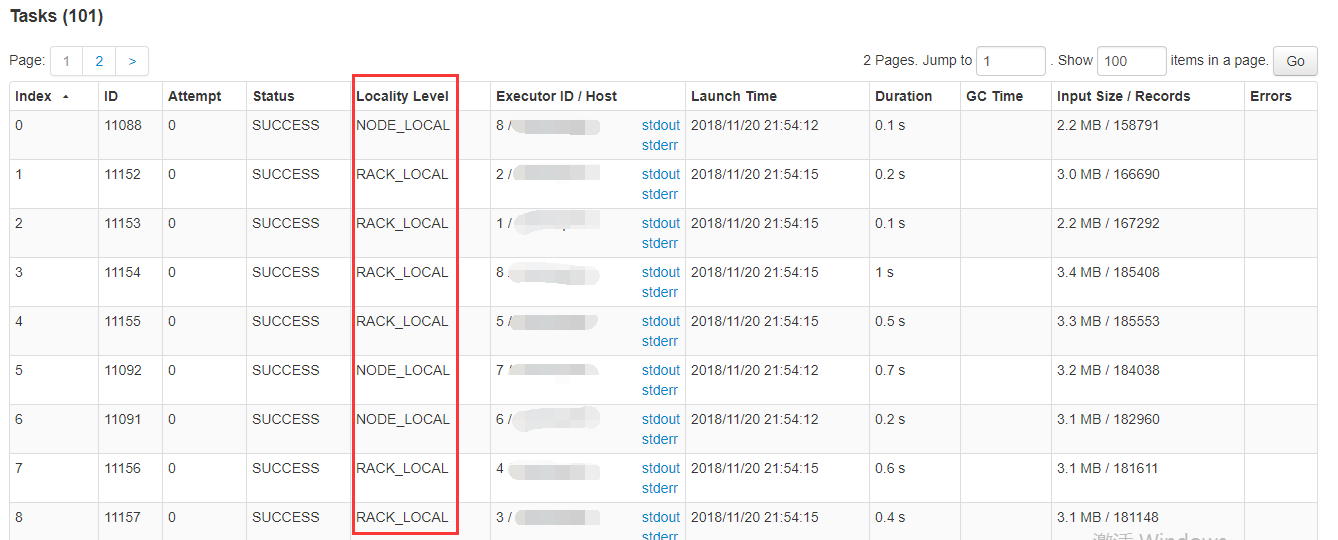 Tasks (101)
Page: 1 2 > 2 Pages. Jump to 1 . Show 100 items in a page. Go
Index ID Attempt Status Locality Level Executor ID / Host Launch Time Duration GC Time Input Size / Records Errors
0 11088 0 SUCCESS NODE_LOCAL 8 / stdout 2018/11/20 21:54:12 0.1 s 2.2 MB / 158791
stderr
1 11152 0 SUCCESS RACK_LOCAL 2 / stdout 2018/11/20 21:54:15 0.2 s 3.0 MB / 166690
stderr
2 11153 0 SUCCESS RACK_LOCAL 1 / stdout 2018/11/20 21:54:15 0.1 s 2.2 MB / 167292
stderr
3 11154 0 SUCCESS RACK_LOCAL 8 stdout 2018/11/20 21:54:15 1 s 3.4 MB / 185408
stderr
4 11155 0 SUCCESS RACK_LOCAL 5 / stdout 2018/11/20 21:54:15 0.5 s 3.3 MB / 185553
stderr
5 11092 0 SUCCESS NODE_LOCAL 7 / stdout 2018/11/20 21:54:12 0.7 s 3.2 MB / 184038
stderr
6 11091 0 SUCCESS NODE_LOCAL 6 / stdout 2018/11/20 21:54:12 0.2 s 3.1 MB / 182960
stderr
7 11156 0 SUCCESS RACK_LOCAL 4 stdout 2018/11/20 21:54:15 0.6 s 3.1 MB / 181611
stderr
8 11157 0 SUCCESS RACK_LOCAL 3 / stdout 2018/11/20 21:54:15 0.4 s 3.1 MB / 181148
stderr
激活 Windows